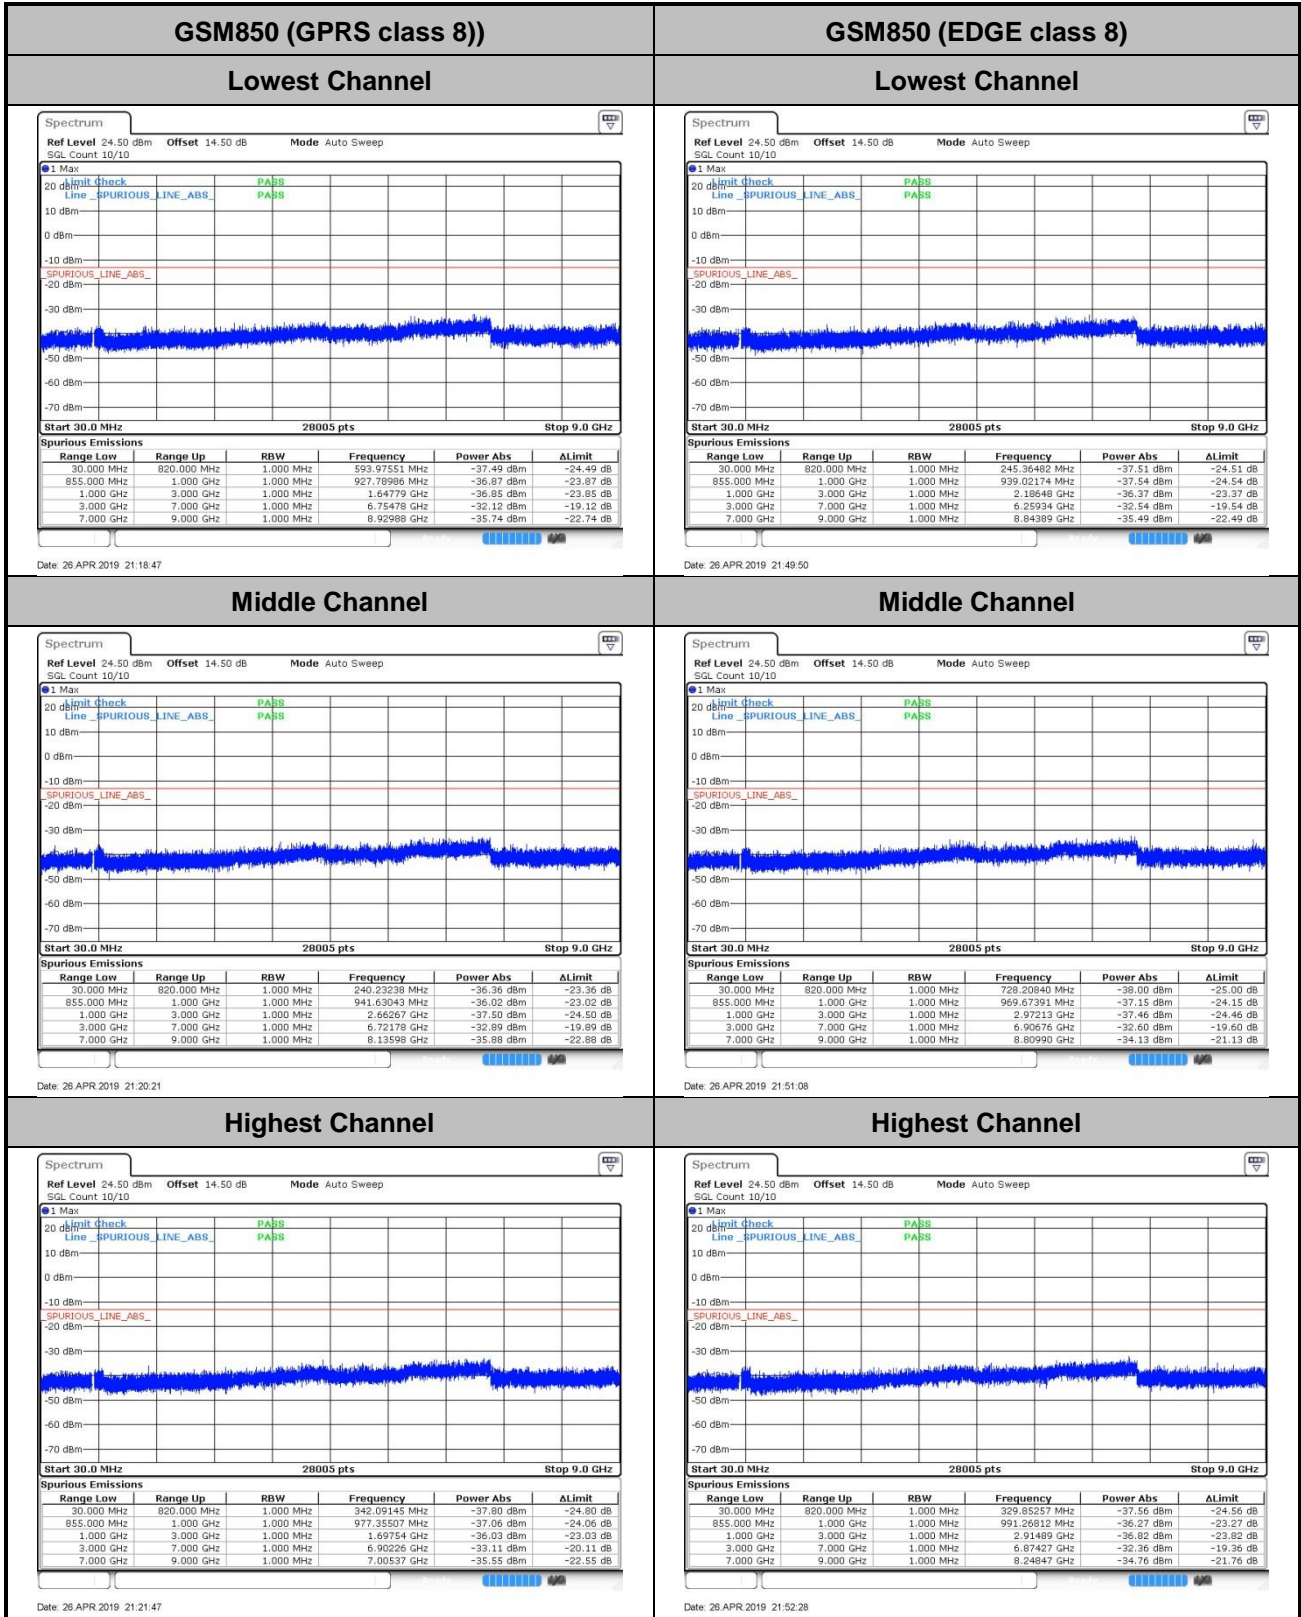 GSM850 (GPRS class 8))
GSM850 (EDGE class 8)
Lowest Channel
Lowest Channel
Spectrum
Ref Level 24.50 dBm Offset 14.50 dB Mode Auto Sweep
SGL Count 10/10
1 Max
Limit Check PASS
Line _SPURIOUS_LINE_ABS_ PASS
20 dBm
10 dBm
0 dBm
-10 dBm
_SPURIOUS_LINE_ABS_
-20 dBm
-30 dBm
-50 dBm
-60 dBm
-70 dBm
Start 30.0 MHz 28005 pts Stop 9.0 GHz
Spurious Emissions
Range Low Range Up RBW Frequency Power Abs ΔLimit
30.000 MHz 820.000 MHz 1.000 MHz 593.97551 MHz -37.49 dBm -24.49 dB
855.000 MHz 1.000 GHz 1.000 MHz 927.78986 MHz -36.87 dBm -23.87 dB
1.000 GHz 3.000 GHz 1.000 MHz 1.64779 GHz -36.85 dBm -23.85 dB
3.000 GHz 7.000 GHz 1.000 MHz 6.75478 GHz -32.12 dBm -19.12 dB
7.000 GHz 9.000 GHz 1.000 MHz 8.92988 GHz -35.74 dBm -22.74 dB
Date: 26.APR.2019 21:18:47
Spectrum
Ref Level 24.50 dBm Offset 14.50 dB Mode Auto Sweep
SGL Count 10/10
1 Max
Limit Check PASS
Line _SPURIOUS_LINE_ABS_ PASS
20 dBm
10 dBm
0 dBm
-10 dBm
_SPURIOUS_LINE_ABS_
-20 dBm
-30 dBm
-50 dBm
-60 dBm
-70 dBm
Start 30.0 MHz 28005 pts Stop 9.0 GHz
Spurious Emissions
Range Low Range Up RBW Frequency Power Abs ΔLimit
30.000 MHz 820.000 MHz 1.000 MHz 245.36482 MHz -37.51 dBm -24.51 dB
855.000 MHz 1.000 GHz 1.000 MHz 939.02174 MHz -37.54 dBm -24.54 dB
1.000 GHz 3.000 GHz 1.000 MHz 2.18648 GHz -36.37 dBm -23.37 dB
3.000 GHz 7.000 GHz 1.000 MHz 6.25934 GHz -32.54 dBm -19.54 dB
7.000 GHz 9.000 GHz 1.000 MHz 8.84389 GHz -35.49 dBm -22.49 dB
Date: 26.APR.2019 21:49:50
Middle Channel
Middle Channel
Spectrum
Ref Level 24.50 dBm Offset 14.50 dB Mode Auto Sweep
SGL Count 10/10
1 Max
Limit Check PASS
Line _SPURIOUS_LINE_ABS_ PASS
20 dBm
10 dBm
0 dBm
-10 dBm
_SPURIOUS_LINE_ABS_
-20 dBm
-30 dBm
-50 dBm
-60 dBm
-70 dBm
Start 30.0 MHz 28005 pts Stop 9.0 GHz
Spurious Emissions
Range Low Range Up RBW Frequency Power Abs ΔLimit
30.000 MHz 820.000 MHz 1.000 MHz 240.23238 MHz -36.36 dBm -23.36 dB
855.000 MHz 1.000 GHz 1.000 MHz 941.63043 MHz -36.02 dBm -23.02 dB
1.000 GHz 3.000 GHz 1.000 MHz 2.66267 GHz -37.50 dBm -24.50 dB
3.000 GHz 7.000 GHz 1.000 MHz 6.72178 GHz -32.89 dBm -19.89 dB
7.000 GHz 9.000 GHz 1.000 MHz 8.13598 GHz -35.88 dBm -22.88 dB
Date: 26.APR.2019 21:20:21
Spectrum
Ref Level 24.50 dBm Offset 14.50 dB Mode Auto Sweep
SGL Count 10/10
1 Max
Limit Check PASS
Line _SPURIOUS_LINE_ABS_ PASS
20 dBm
10 dBm
0 dBm
-10 dBm
_SPURIOUS_LINE_ABS_
-20 dBm
-30 dBm
-50 dBm
-60 dBm
-70 dBm
Start 30.0 MHz 28005 pts Stop 9.0 GHz
Spurious Emissions
Range Low Range Up RBW Frequency Power Abs ΔLimit
30.000 MHz 820.000 MHz 1.000 MHz 728.20840 MHz -38.00 dBm -25.00 dB
855.000 MHz 1.000 GHz 1.000 MHz 969.67391 MHz -37.15 dBm -24.15 dB
1.000 GHz 3.000 GHz 1.000 MHz 2.97213 GHz -37.46 dBm -24.46 dB
3.000 GHz 7.000 GHz 1.000 MHz 6.90676 GHz -32.60 dBm -19.60 dB
7.000 GHz 9.000 GHz 1.000 MHz 8.80990 GHz -34.13 dBm -21.13 dB
Date: 26.APR.2019 21:51:08
Highest Channel
Highest Channel
Spectrum
Ref Level 24.50 dBm Offset 14.50 dB Mode Auto Sweep
SGL Count 10/10
1 Max
Limit Check PASS
Line _SPURIOUS_LINE_ABS_ PASS
20 dBm
10 dBm
0 dBm
-10 dBm
_SPURIOUS_LINE_ABS_
-20 dBm
-30 dBm
-50 dBm
-60 dBm
-70 dBm
Start 30.0 MHz 28005 pts Stop 9.0 GHz
Spurious Emissions
Range Low Range Up RBW Frequency Power Abs ΔLimit
30.000 MHz 820.000 MHz 1.000 MHz 342.09145 MHz -37.80 dBm -24.80 dB
855.000 MHz 1.000 GHz 1.000 MHz 977.35507 MHz -37.06 dBm -24.06 dB
1.000 GHz 3.000 GHz 1.000 MHz 1.69754 GHz -36.03 dBm -23.03 dB
3.000 GHz 7.000 GHz 1.000 MHz 6.90226 GHz -33.11 dBm -20.11 dB
7.000 GHz 9.000 GHz 1.000 MHz 7.00537 GHz -35.55 dBm -22.55 dB
Date: 26.APR.2019 21:21:47
Spectrum
Ref Level 24.50 dBm Offset 14.50 dB Mode Auto Sweep
SGL Count 10/10
1 Max
Limit Check PASS
Line _SPURIOUS_LINE_ABS_ PASS
20 dBm
10 dBm
0 dBm
-10 dBm
_SPURIOUS_LINE_ABS_
-20 dBm
-30 dBm
-50 dBm
-60 dBm
-70 dBm
Start 30.0 MHz 28005 pts Stop 9.0 GHz
Spurious Emissions
Range Low Range Up RBW Frequency Power Abs ΔLimit
30.000 MHz 820.000 MHz 1.000 MHz 329.85257 MHz -37.56 dBm -24.56 dB
855.000 MHz 1.000 GHz 1.000 MHz 991.26812 MHz -36.27 dBm -23.27 dB
1.000 GHz 3.000 GHz 1.000 MHz 2.91489 GHz -36.82 dBm -23.82 dB
3.000 GHz 7.000 GHz 1.000 MHz 6.87427 GHz -32.36 dBm -19.36 dB
7.000 GHz 9.000 GHz 1.000 MHz 8.24847 GHz -34.76 dBm -21.76 dB
Date: 26.APR.2019 21:52:28